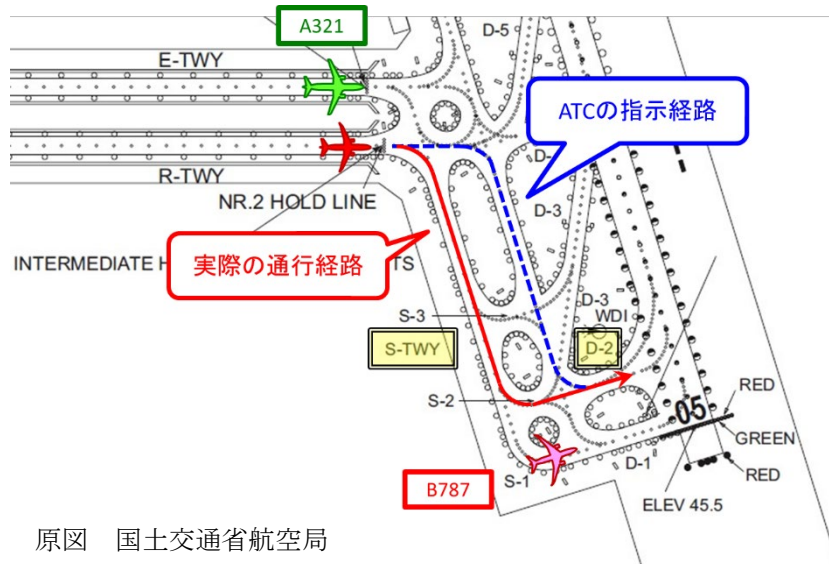 A321
E-TWY
D-5
ATCの指示経路
R-TWY
NR.2 HOLD LINE
D-
D-3
INTERMEDIATE H
TS
実際の通行経路
S-3
D-3
WDI
S-TWY
D-2
S-2
RED
05
GREEN
B787
S-1
D-1
RED
ELEV 45.5
原図 国土交通省航空局